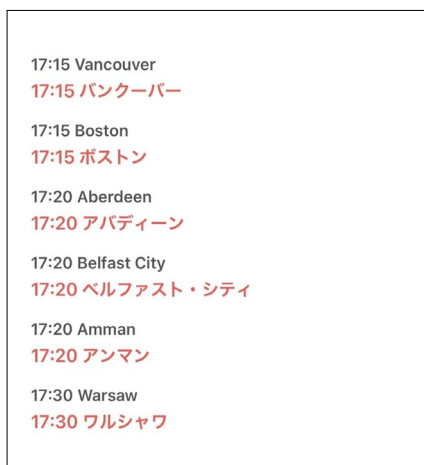 17:15 Vancouver
17:15 バンクーバー
17:15 Boston
17:15 ボストン
17:20 Aberdeen
17:20 アバディーン
17:20 Belfast City
17:20 ベルファスト・シティ
17:20 Amman
17:20 アンマン
17:30 Warsaw
17:30 ワルシャワ